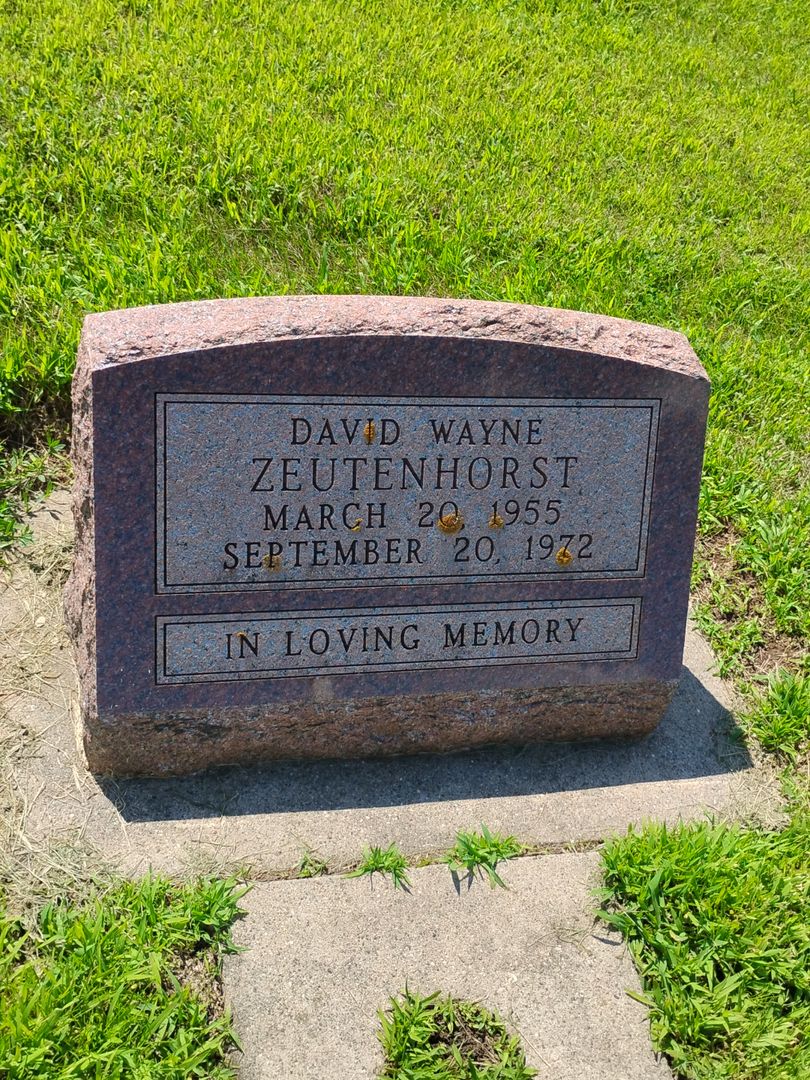 DAVID WAYNE
ZEUTENHORST
MARCH 20, 1955
SEPTEMBER 20, 1972
IN LOVING MEMORY